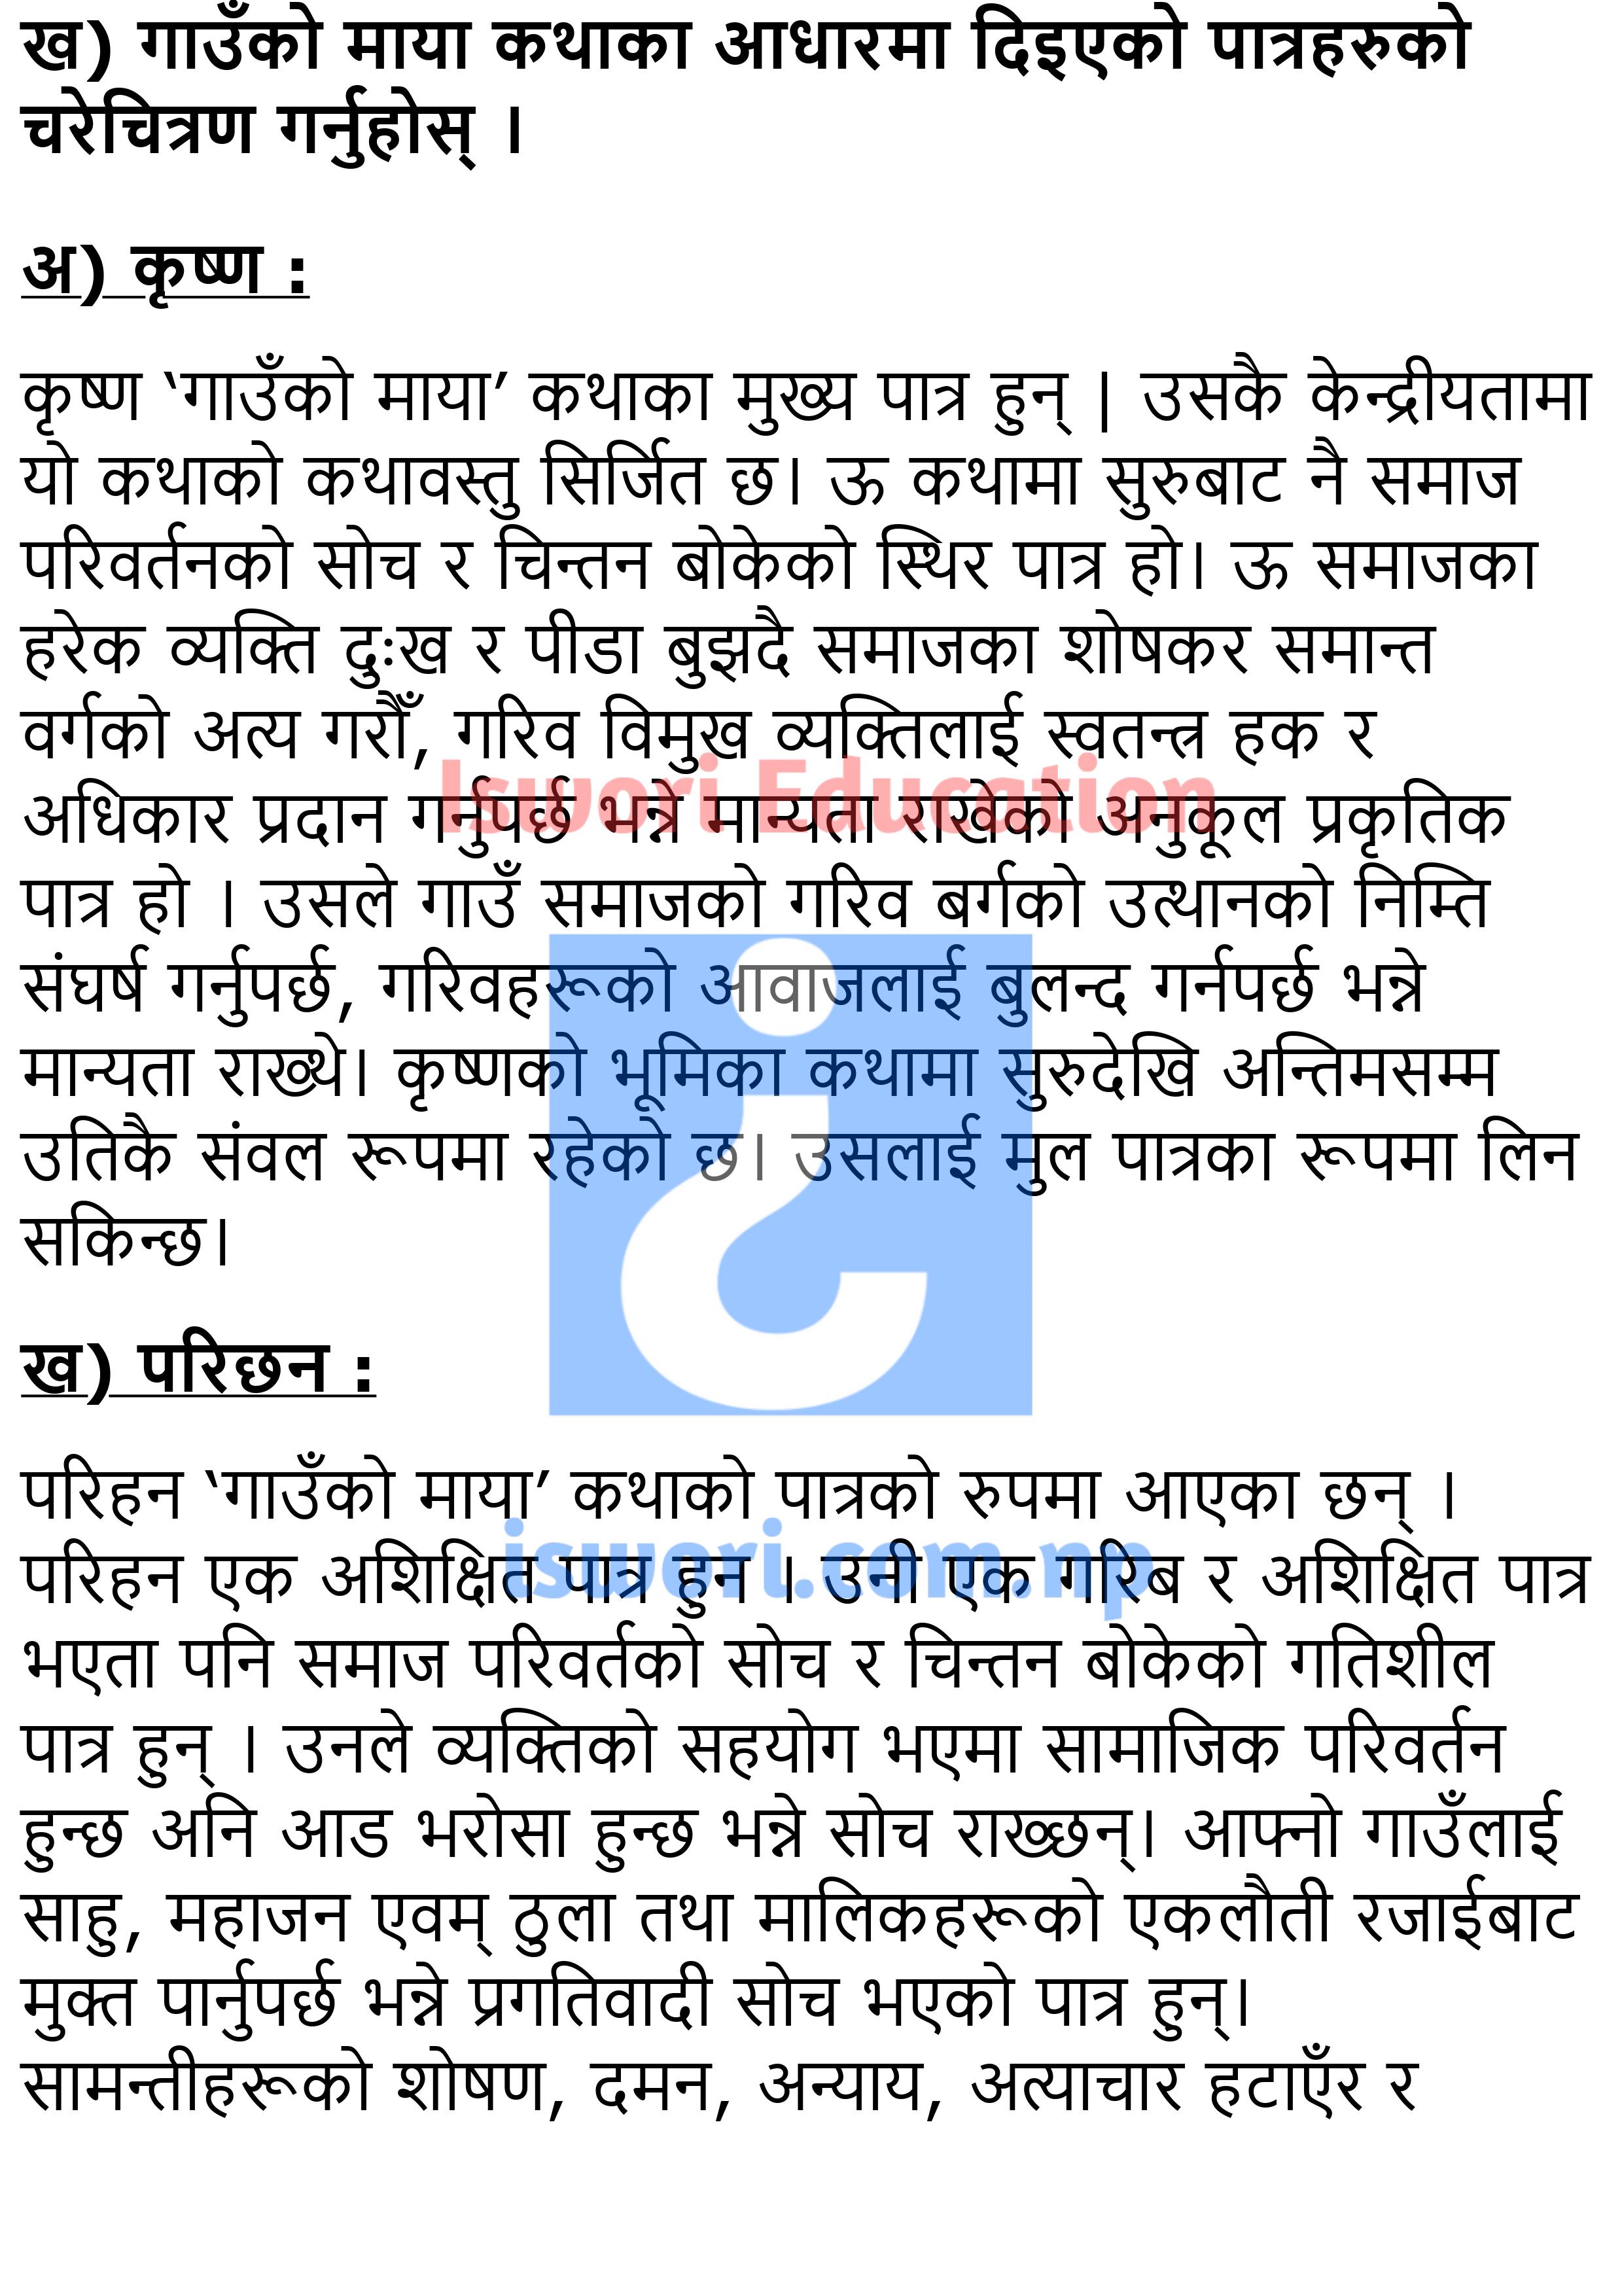 ख) गाउँको माया कथाका आधारमा दिइएको पात्रहरुको
चरेचित्रण गर्नुहोस् ।
अ) कृष्ण :
कृष्ण ‘गाउँको माया’ कथाका मुख्य पात्र हुन् | उसकै केन्द्रीयतामा
यो कथाको कथावस्तु सिर्जित छ। ऊ कथामा सुरुबाट नै समाज
परिवर्तनको सोच र चिन्तन बोकेको स्थिर पात्र हो। ऊ समाजका
हरेक व्यक्ति दुःख र पीडा बुझदै समाजका शोषकर समान्त
वर्गको अत्य गरौँ, गरिव विमुख व्यक्तिलाई स्वतन्त्र हक र
Iswori Education
अधिकार प्रदान गर्नुपर्छ भन्ने मान्यता राखेको अनुकूल प्रकृतिक
पात्र हो । उसले गाउँ समाजको गरिव बर्गको उत्थानको निम्ति
संघर्ष गर्नुपर्छ, गरिवहरूको आवाजलाई बुलन्द गर्नपर्छ भन्ने
मान्यता राख्थे। कृष्णको भूमिका कथामा सुरुदेखि अन्तिमसम्म
उतिकै संवल रूपमा रहेको छ। उसलाई मुल पात्रका रूपमा लिन
सकिन्छ।
ख) परिछन :
परिहन ‘गाउँको माया’ कथाको पात्रको रुपमा आएका छन् ।
iswori.com.np
परिहन एक अशिक्षित पात्र हुन । उनी एक गरिब र अशिक्षित पात्र
भएता पनि समाज परिवर्तको सोच र चिन्तन बोकेको गतिशील
पात्र हुन् । उनले व्यक्तिको सहयोग भएमा सामाजिक परिवर्तन
हुन्छ अनि आड भरोसा हुन्छ भन्ने सोच राख्छन्। आफ्नो गाउँलाई
साहु, महाजन एवम् ठुला तथा मालिकहरूको एकलौती रजाईबाट
मुक्त पार्नुपर्छ भन्ने प्रगतिवादी सोच भएको पात्र हुन्।
सामन्तीहरूको शोषण, दमन, अन्याय, अत्याचार हटाएँर र